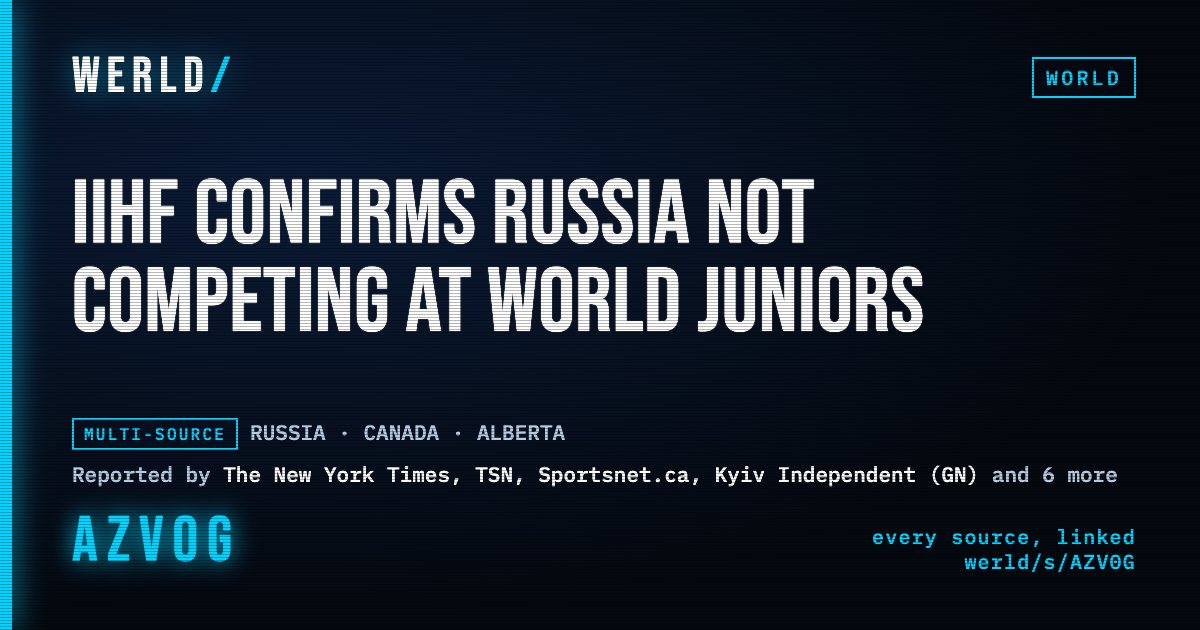 WERLD/
WORLD
IIHF CONFIRMS RUSSIA NOT
COMPETING AT WORLD JUNIORS
MULTI-SOURCE RUSSIA · CANADA · ALBERTA
Reported by The New York Times, TSN, Sportsnet.ca, Kyiv Independent (GN) and 6 more
AZV0G
every source, linked
werld/s/AZV0G